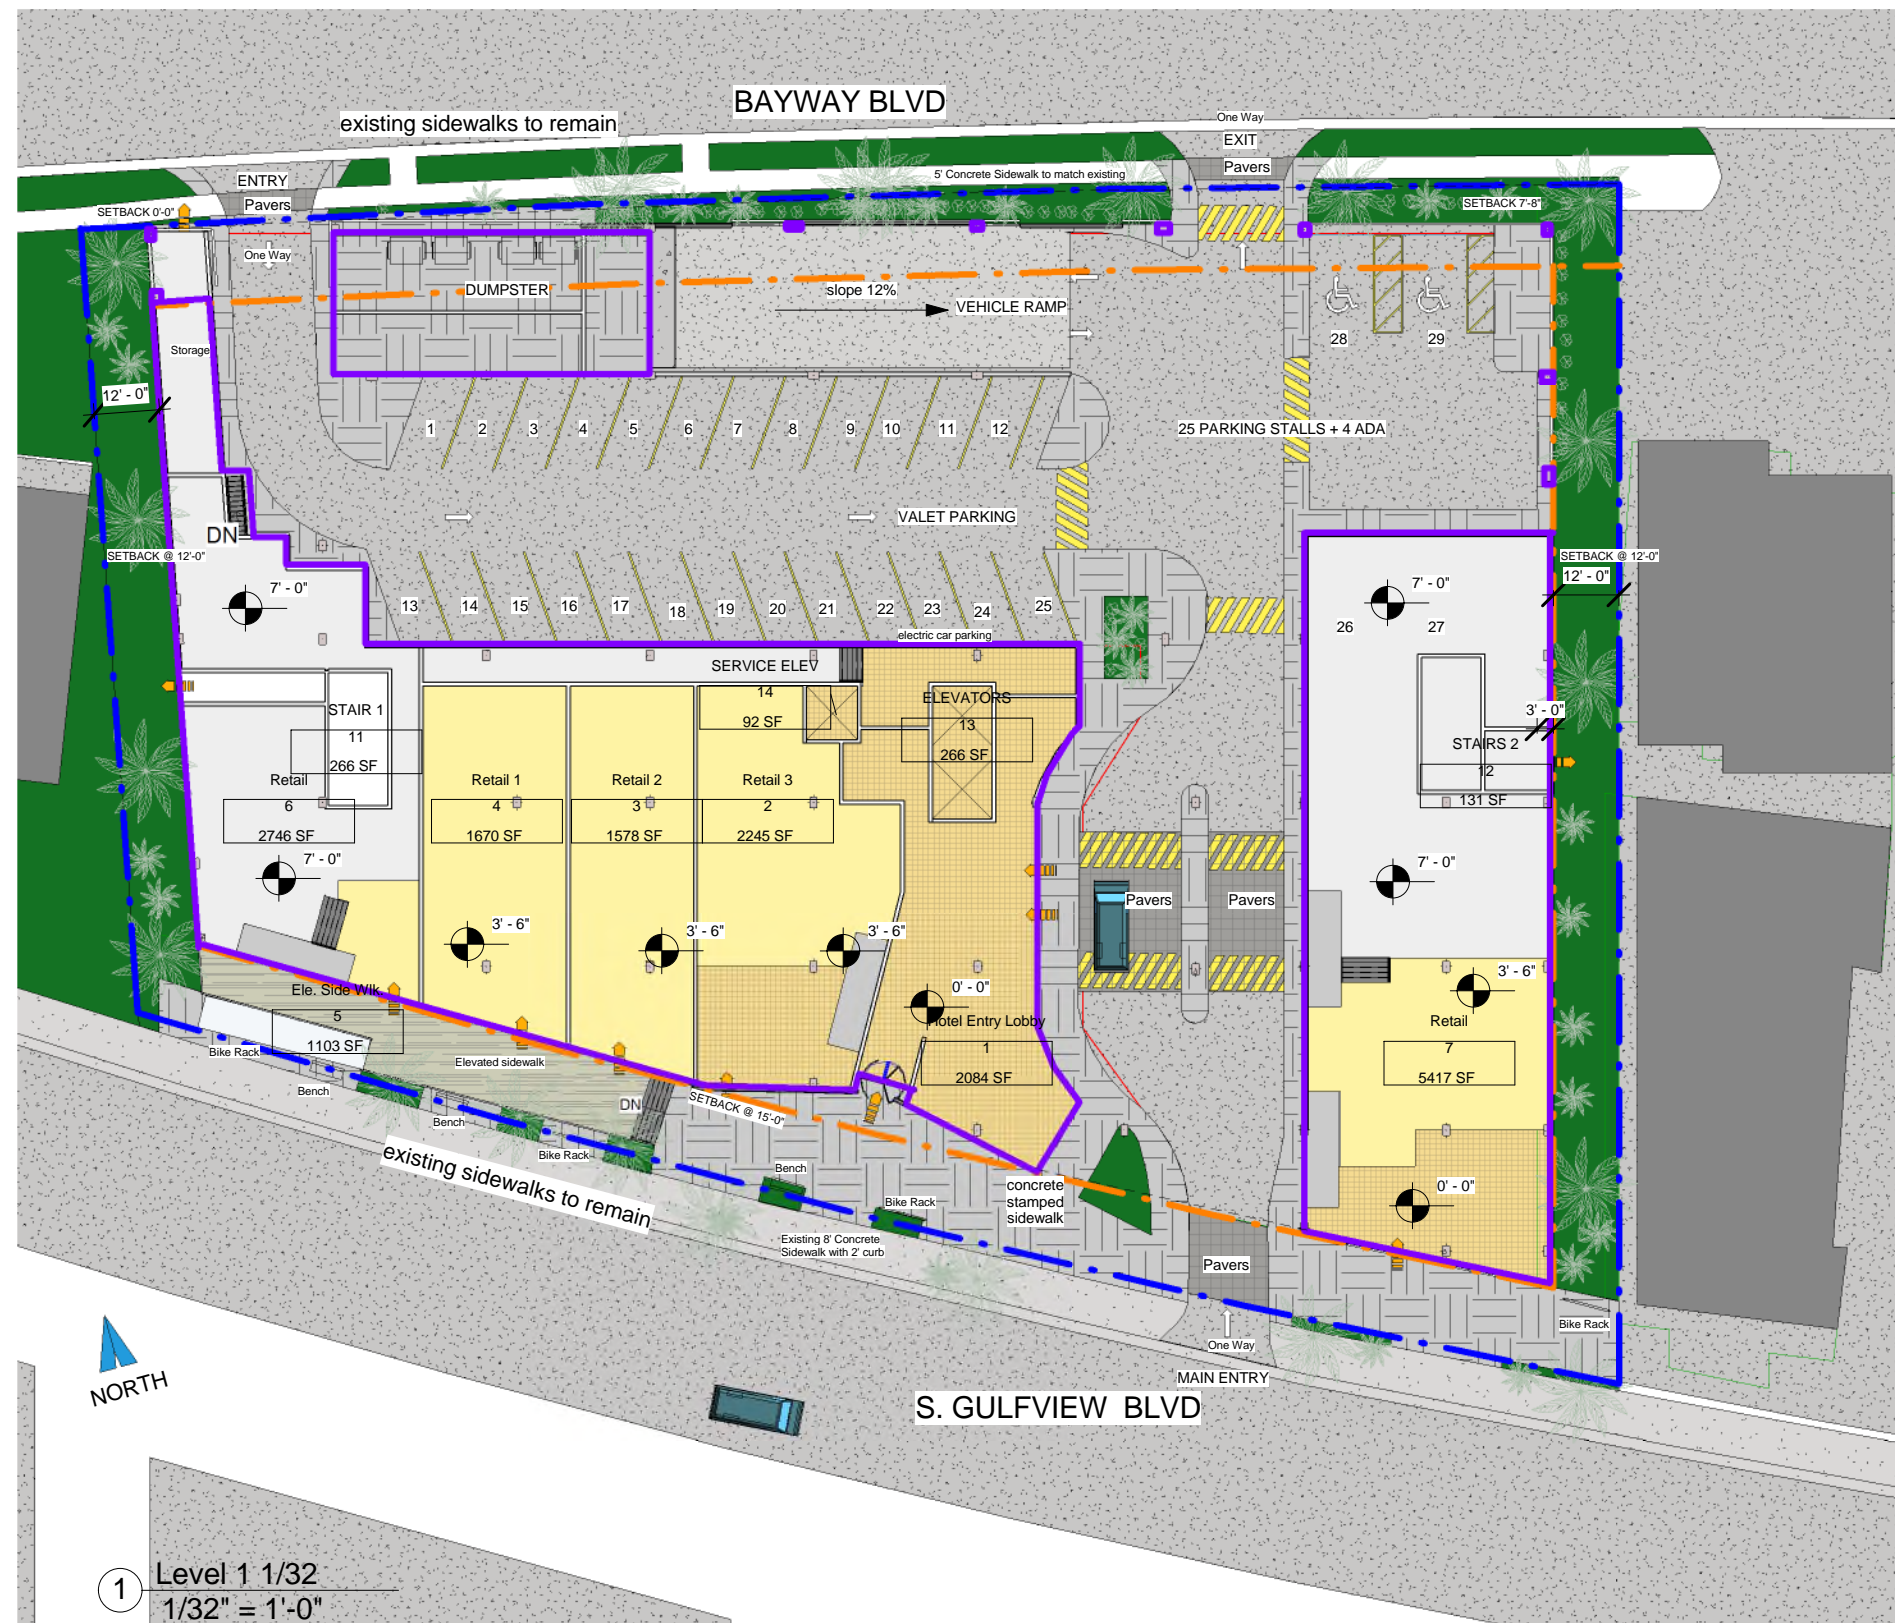 BAYWAY BLVD
existing sidewalks to remain
One Way
EXIT
Pavers
ENTRY
Pavers
5' Concrete Sidewalk to match existing
SETBACK 0'-0"
SETBACK 7'-8"
One Way
DUMPSTER
slope 12%
VEHICLE RAMP
28
29
Storage
12' - 0"
1
2
3
4
5
6
7
8
9
10
11
12
25 PARKING STALLS + 4 ADA
VALET PARKING
DN
SETBACK @ 12'-0"
SETBACK @ 12'-0"
12' - 0"
7' - 0"
7' - 0"
13
14
15
16
17
18
19
20
21
22
23
24
25
26
27
electric car parking
SERVICE ELEV
14
92 SF
ELEVATORS
13
266 SF
STAIR 1
11
266 SF
3' - 0"
STAIRS 2
12
131 SF
Retail
6
2746 SF
Retail 1
4
1670 SF
Retail 2
3
1578 SF
Retail 3
2
2245 SF
7' - 0"
7' - 0"
Pavers
Pavers
3' - 6"
3' - 6"
3' - 6"
3' - 6"
0' - 0"
Ele. Side Wlk.
5
1103 SF
Hotel Entry Lobby
1
2084 SF
Retail
7
5417 SF
Bike Rack
Elevated sidewalk
Bench
Bench
DN
SETBACK @ 15'-0"
Bike Rack
Bench
Bike Rack
existing sidewalks to remain
concrete
stamped
sidewalk
0' - 0"
Existing 8' Concrete
Sidewalk with 2' curb
Pavers
Bike Rack
One Way
MAIN ENTRY
NORTH
S. GULFVIEW BLVD
1
Level 1 1/32
1/32" = 1'-0"